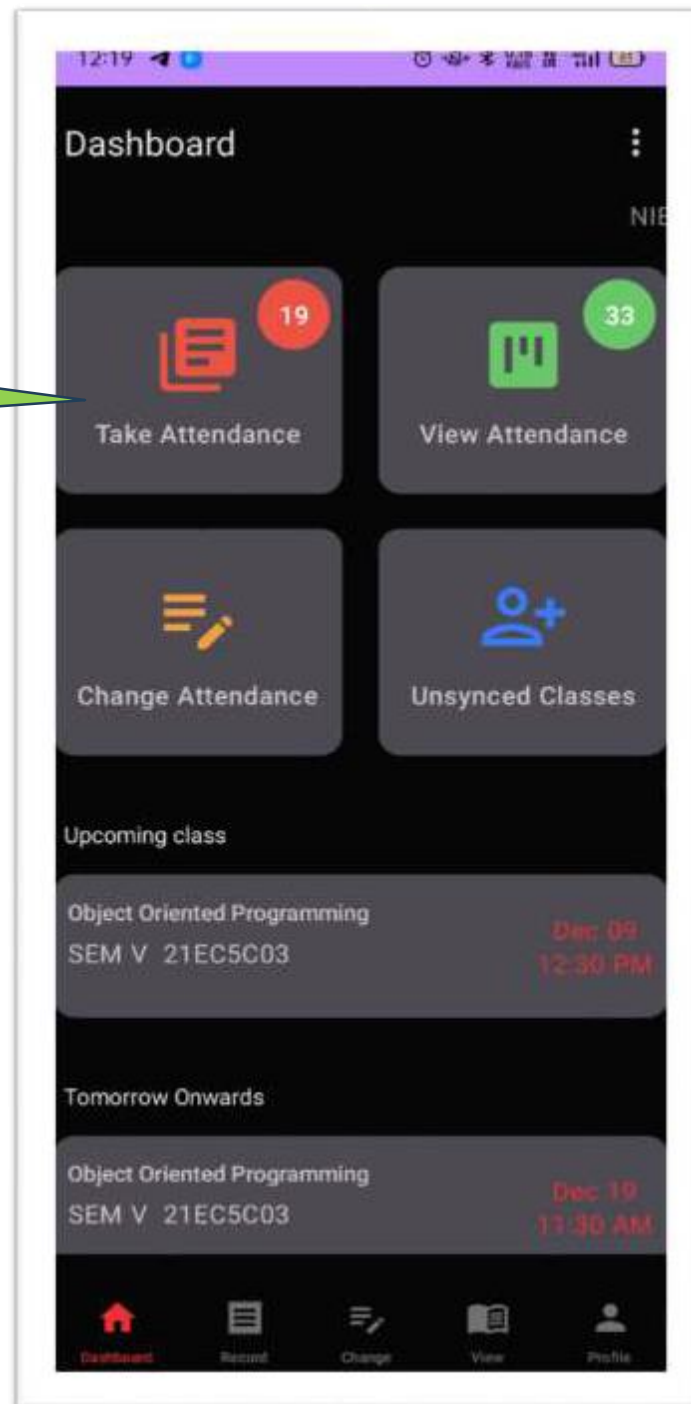 12:19
Dashboard
NIE
19
33
Take Attendance
View Attendance
Change Attendance
Unsynced Classes
Upcoming class
Object Oriented Programming
SEM V 21EC5C03
Dec 09
12:30 PM
Tomorrow Onwards
Object Oriented Programming
SEM V 21EC5C03
Dec 19
11:30 AM
Dashboard
Record
Change
View
Profile